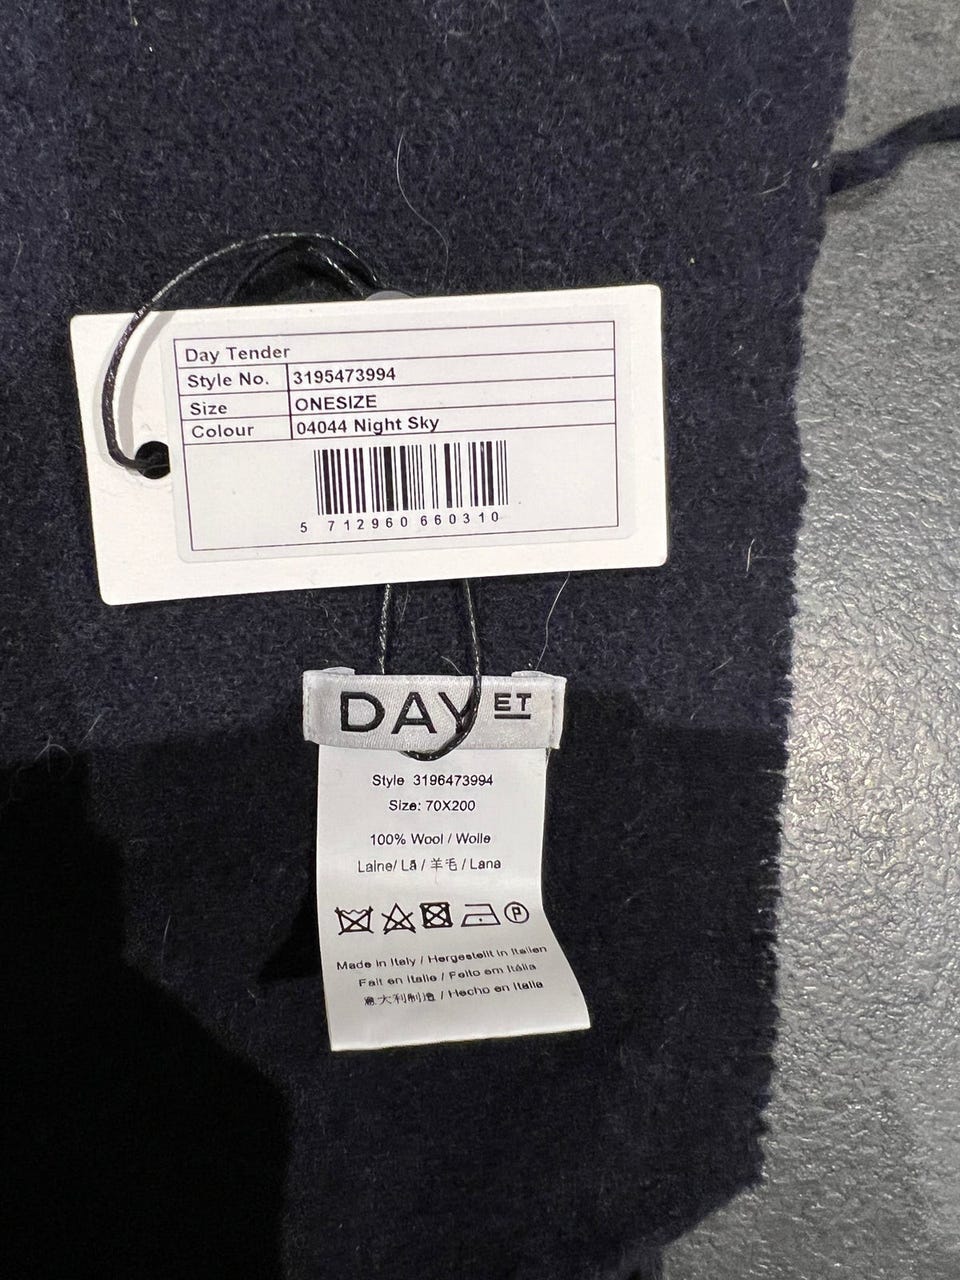 Day Tender
Style No. 3195473994
Size ONESIZE
Colour 04044 Night Sky
5 712960 660310
DAY ET
Style 3196473994
Size: 70X200
100% Wool / Wolle
Laine/ Lã / 羊毛 / Lana
P
Made in Italy / Hergestellt in Italien
Fait en Italie / Feito em Itália
意大利制造 / Hecho en Italia